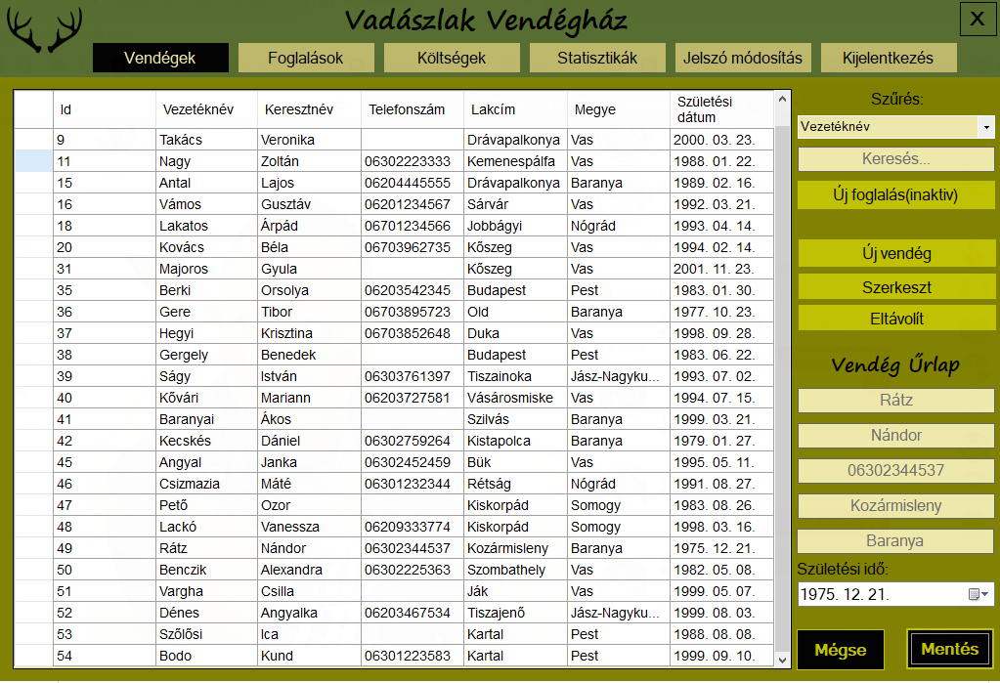 Vadászlak Vendégház
X
Vendégek Foglalások Költségek Statisztikák Jelszó módosítás Kijelentkezés
Id Vezetéknév Keresztnév Telefonszám Lakcím Megye Születési dátum
9 Takács Veronika Drávapalkonya Vas 2000. 03. 23.
11 Nagy Zoltán 06302223333 Kemenespálfa Vas 1988. 01. 22.
15 Antal Lajos 06204445555 Drávapalkonya Baranya 1989. 02. 16.
16 Vámos Gusztáv 06201234567 Sárvár Vas 1992. 03. 21.
18 Lakatos Árpád 06701234566 Jobbágyi Nógrád 1993. 04. 14.
20 Kovács Béla 06703962735 Kőszeg Vas 1994. 02. 14.
31 Majoros Gyula Kőszeg Vas 2001. 11. 23.
35 Berki Orsolya 06203542345 Budapest Pest 1983. 01. 30.
36 Gere Tibor 06703895723 Old Baranya 1977. 10. 23.
37 Hegyi Krisztina 06703852648 Duka Vas 1998. 09. 28.
38 Gergely Benedek Budapest Pest 1983. 06. 22.
39 Ságy István 06303761397 Tiszainoka Jász-Nagyku... 1993. 07. 02.
40 Kővári Mariann 06203727581 Vásárosmiske Vas 1994. 07. 15.
41 Baranyai Ákos Szilvás Baranya 1999. 03. 21.
42 Kecskés Dániel 06302759264 Kistapolca Baranya 1979. 01. 27.
45 Angyal Janka 06302452459 Bük Vas 1995. 05. 11.
46 Csizmazia Máté 06301232344 Rétság Nógrád 1991. 08. 27.
47 Pető Ozor Kiskorpád Somogy 1983. 08. 26.
48 Lackó Vanessza 06209333774 Kiskorpád Somogy 1998. 03. 16.
49 Rátz Nándor 06302344537 Kozármisleny Baranya 1975. 12. 21.
50 Benczik Alexandra 06302225363 Szombathely Vas 1982. 05. 08.
51 Vargha Csilla Ják Vas 1999. 05. 07.
52 Dénes Angyalka 06203467534 Tiszajenő Jász-Nagyku... 1999. 08. 03.
53 Szőlősi Ica Kartal Pest 1988. 08. 08.
54 Bodo Kund 06301223583 Kartal Pest 1999. 09. 10.
Szűrés:
Vezetéknév
Keresés...
Új foglalás(inaktiv)
Új vendég
Szerkeszt
Eltávolít
Vendég Űrlap
Rátz
Nándor
06302344537
Kozármisleny
Baranya
Születési idő:
1975. 12. 21.
Mégse Mentés